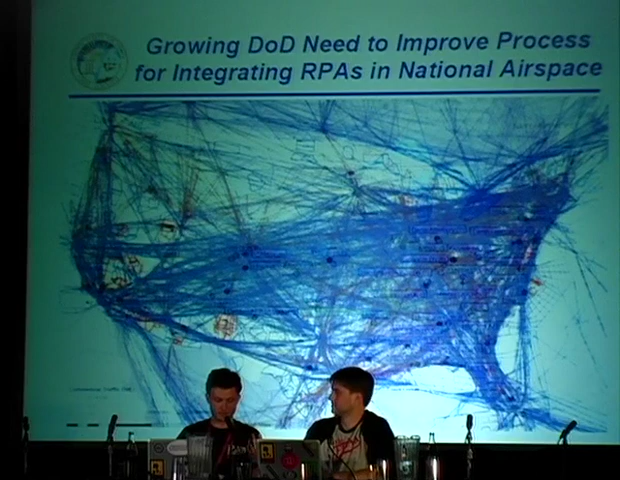 Growing DoD Need to Improve Process
for Integrating RPAs in National Airspace